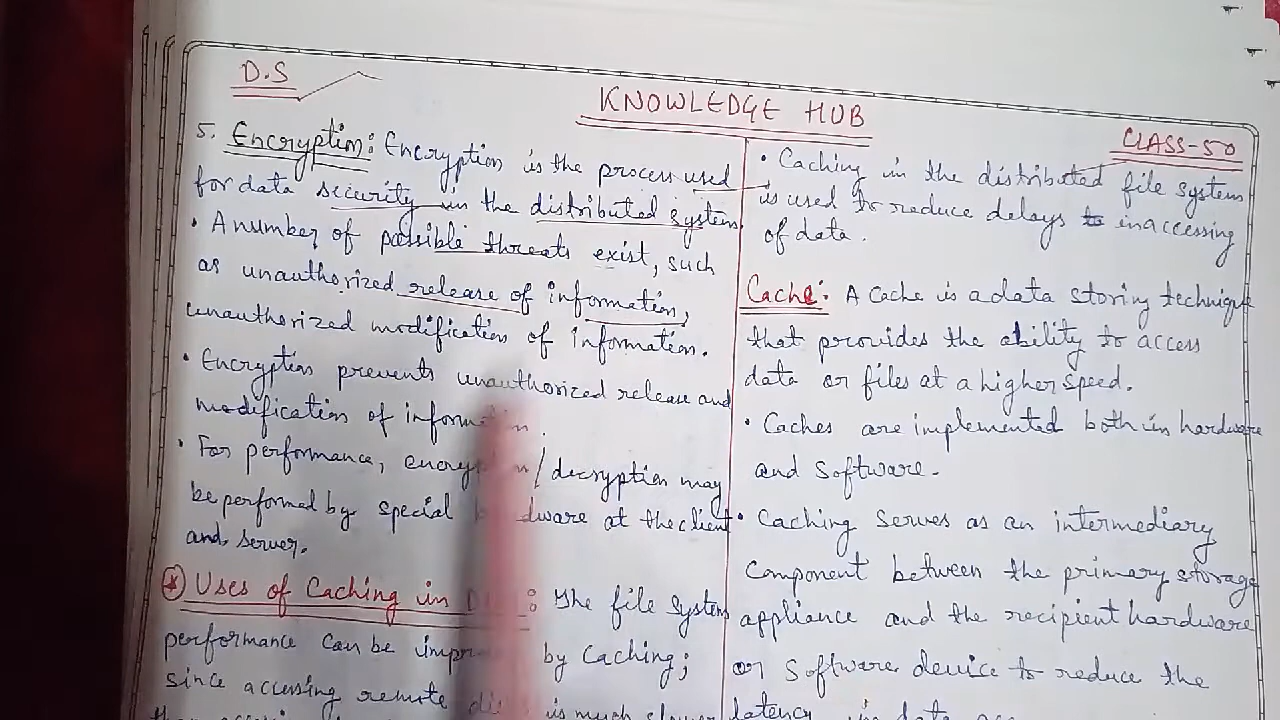 D.S
KNOWLEDGE HUB
CLASS-50
5. Encryption: Encryption is the process used
for data security in the distributed system
• A number of possible threats exist, such
as unauthorized release of information,
unauthorized modification of information.
• Encryption prevents unauthorized release and
modification of information.
• For performance, encryption/decryption may
be performed by special hardware at the client
and server.
Uses of Caching in : The file system
performance can be by Caching;
since accessing remote is much slower
• Caching in the distributed file system
is used to reduce delays in accessing
of data.
Cache: A Cache is a data storing technique
that provides the ability to access
data or files at a higher speed.
• Caches are implemented both in hardware
and Software.
• Caching Serves as an intermediary
Component between the primary storage
appliance and the recipient hardware
or Software device to reduce the
latency in data